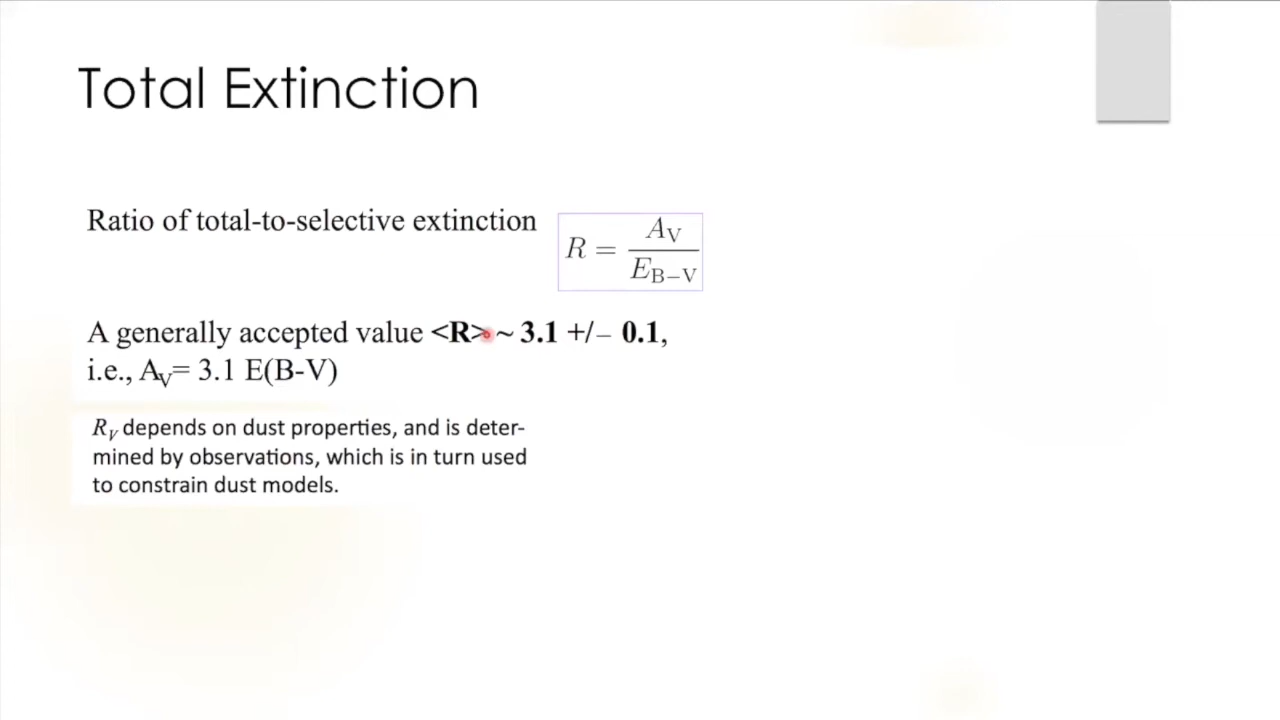 Total Extinction
Ratio of total-to-selective extinction
R = A_V / E_{B−V}
A generally accepted value <R> ~ 3.1 +/– 0.1,
i.e., A_V= 3.1 E(B-V)
R_V depends on dust properties, and is deter-
mined by observations, which is in turn used
to constrain dust models.